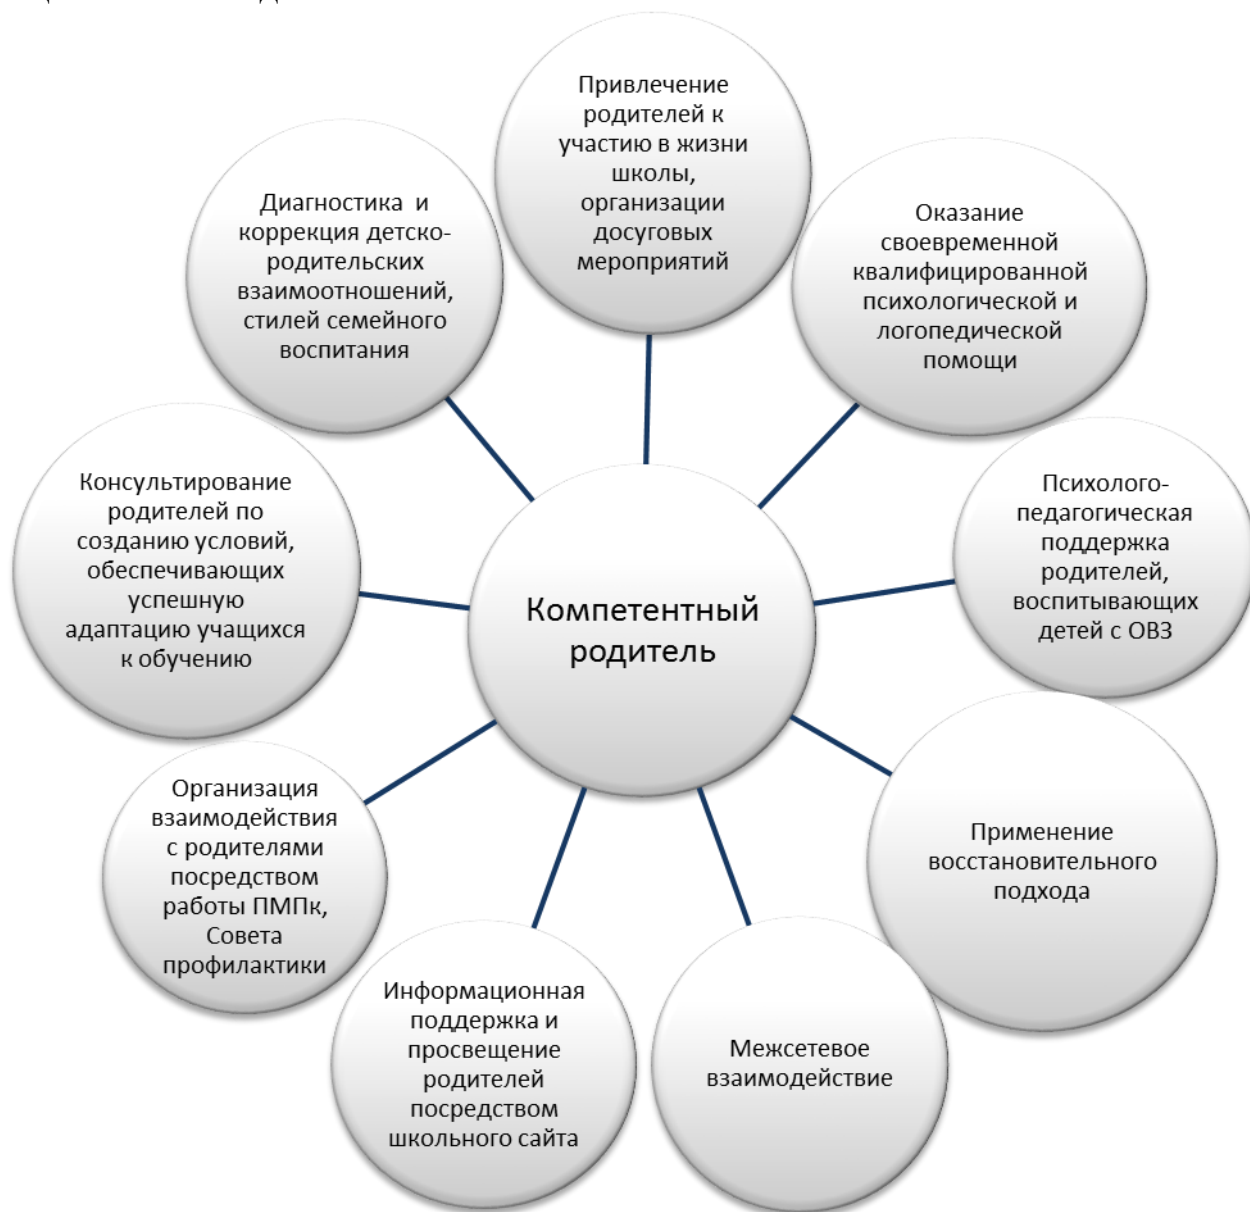 Привлечение
родителей к
участию в жизни
школы,
организации
досуговых
мероприятий
Оказание
своевременной
квалифицированной
психологической и
логопедической
помощи
Психолого-
педагогическая
поддержка
родителей,
воспитывающих
детей с ОВЗ
Применение
восстановительного
подхода
Межсетевое
взаимодействие
Информационная
поддержка и
просвещение
родителей
посредством
школьного сайта
Организация
взаимодействия
с родителями
посредством
работы ПМПк,
Совета
профилактики
Консультирование
родителей по
созданию условий,
обеспечивающих
успешную
адаптацию учащихся
к обучению
Диагностика и
коррекция детско-
родительских
взаимоотношений,
стилей семейного
воспитания
Компетентный
родитель